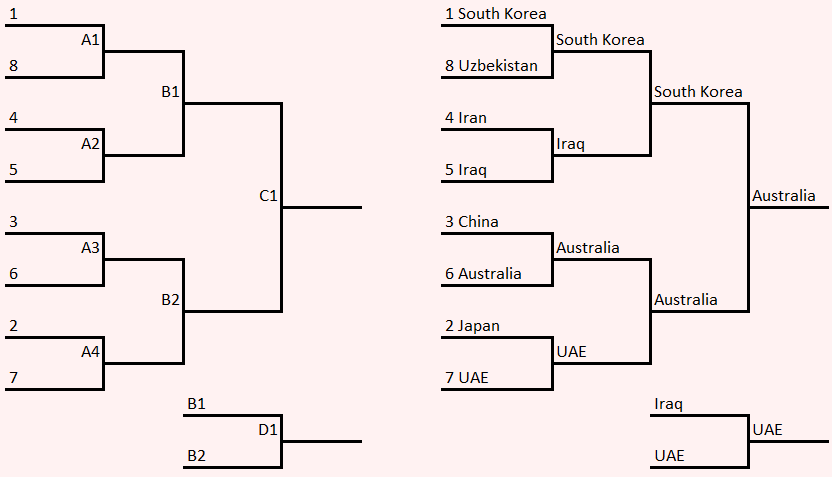 1
A1
8
B1
4
A2
5
C1
3
A3
6
B2
2
A4
7
B1
D1
B2
1 South Korea
South Korea
8 Uzbekistan
South Korea
4 Iran
Iraq
5 Iraq
Australia
3 China
Australia
6 Australia
Australia
2 Japan
UAE
7 UAE
Iraq
UAE
UAE